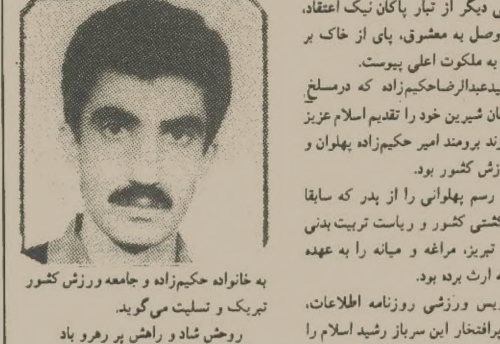 ی دیگر از تبار پاکان نیک اعتقاد،
وصل به معشوق، پای از خاک بر
به ملکوت اعلی پیوست.
یدعبدالرضاحکیم‌زاده که درمسلخ
ان شیرین خود را تقدیم اسلام عزیز
رند برومند امیر حکیم‌زاده پهلوان و
زش کشور بود.
رسم پهلوانی را از پدر که سابقا
کشتی کشور و ریاست تربیت بدنی
تبریز، مراغه و میانه را به عهده
ه ارث برده بود.
ریس ورزشی روزنامه اطلاعات،
پرافتخار این سرباز رشید اسلام را
به خانواده حکیم‌زاده و جامعه ورزش کشور
تبریک و تسلیت می‌گوید.
روحش شاد و راهش پر رهرو باد